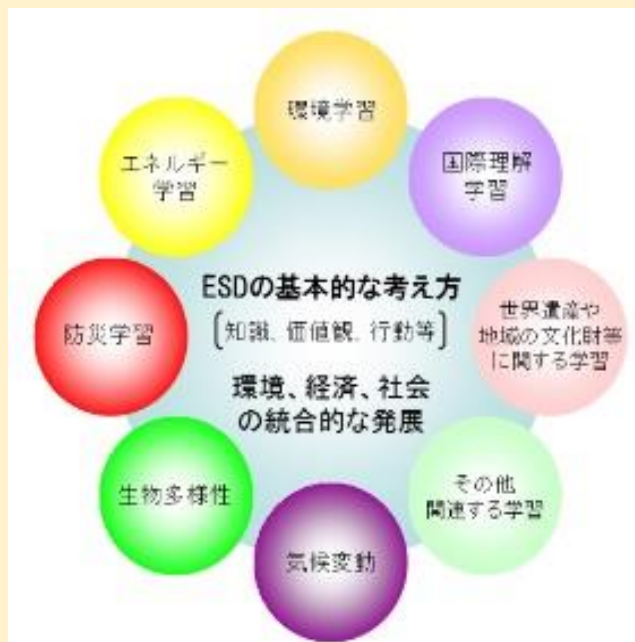 環境学習
国際理解
学習
世界遺産や
地域の文化財等
に関する学習
その他
関連する学習
気候変動
生物多様性
防災学習
エネルギー
学習
ESDの基本的な考え方
[知識、価値観、行動等]
環境、経済、社会
の統合的な発展